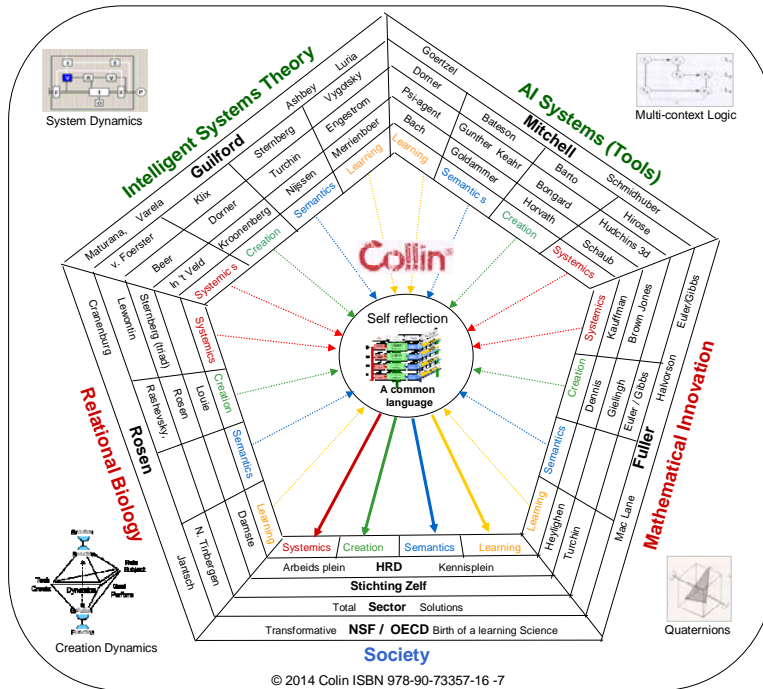 System Dynamics
Multi-context Logic
Intelligent Systems Theory
AI Systems (Tools)
Guilford
Mitchell
Maturana, Varela
Klix
Sternberg
Ashbey
Luria
v. Foerster
Dorner
Turchin
Engestrom
Vygotsky
Beer
Kroonenberg
Nijssen
Merrienboer
In 't Veld
Systemic s
Creation
Semantics
Learning
Goertzel
Bateson
Barto
Schmidhuber
Dorner
Gunther Keahr
Bongard
Hirose
Psi-agent
Goldammer
Horvath
Hudchins 3d
Bach
Schaub
Learning
Semantic s
Creation
Systemics
Collin
Self reflection
A common
language
Relational Biology
Rosen
Cranenburg
Lewontin
Sternberg (triad)
Systemics
Rashevsky,
Rosen
Louie
Creation
Semantics
Jantsch
N. Tinbergen
Damste
Learning
Mathematical Innovation
Fuller
Systemics
Kauffman
Brown Jones
Euler/Gibbs
Creation
Dennis
Gielingh
Euler / Gibbs
Halvorson
Semantics
Learning
Heylighen
Turchin
Mac Lane
Systemics
Creation
Semantics
Learning
Arbeids plein HRD Kennisplein
Stichting Zelf
Total Sector Solutions
Transformative NSF / OECD Birth of a learning Science
Society
Dynamics
Creation Dynamics
Quaternions
© 2014 Colin ISBN 978-90-73357-16 -7